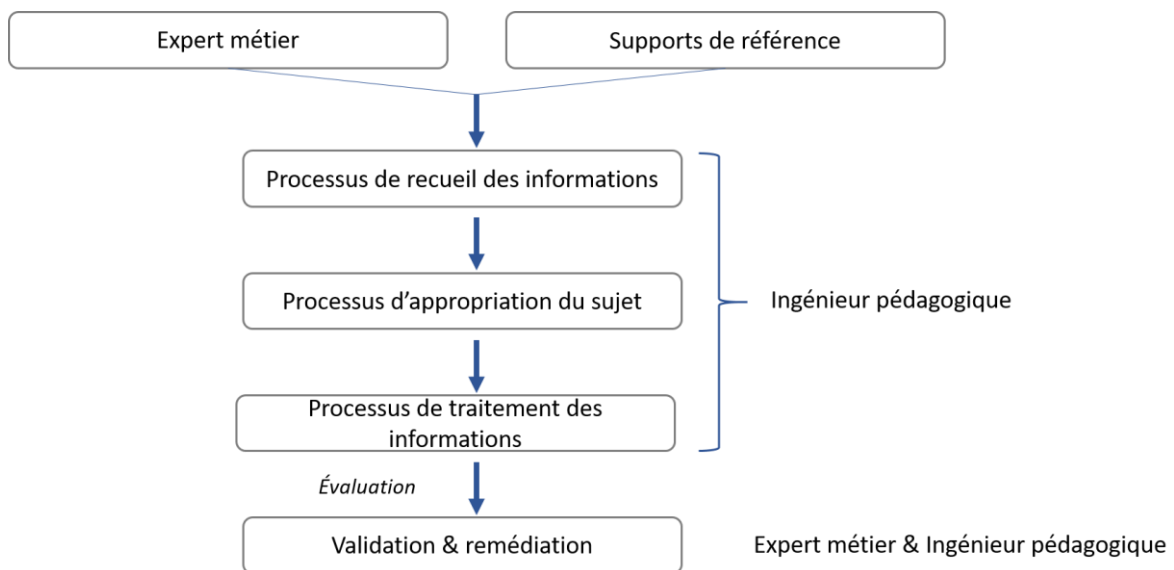 Expert métier
Supports de référence
Processus de recueil des informations
Processus d’appropriation du sujet
Ingénieur pédagogique
Processus de traitement des
informations
Évaluation
Validation & remédiation
Expert métier & Ingénieur pédagogique